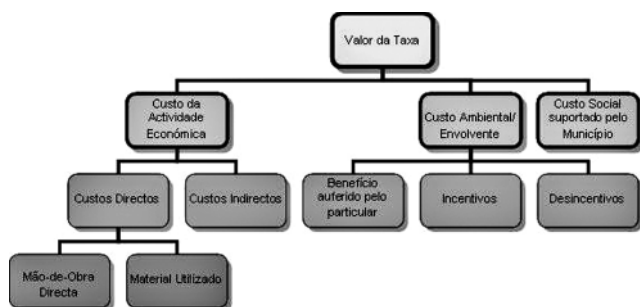 Valor da Taxa
Custo da
Actividade
Económica
Custo Ambiental/
Envolvente
Custo Social
suportado pelo
Município
Custos Directos
Custos Indirectos
Benefício
auferido pelo
particular
Incentivos
Desincentivos
Mão-de-Obra
Directa
Material Utilizado